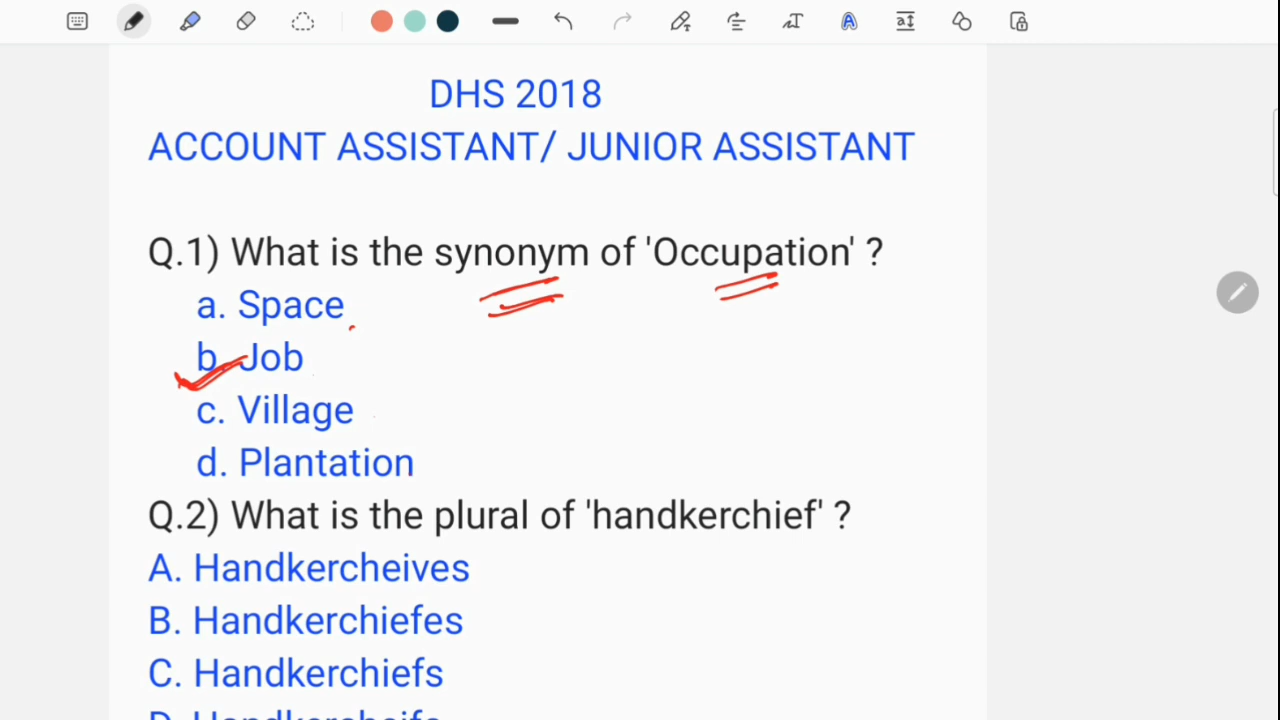 DHS 2018
ACCOUNT ASSISTANT/ JUNIOR ASSISTANT
Q.1) What is the synonym of 'Occupation' ?
a. Space
b. Job
c. Village
d. Plantation
Q.2) What is the plural of 'handkerchief' ?
A. Handkercheives
B. Handkerchiefes
C. Handkerchiefs